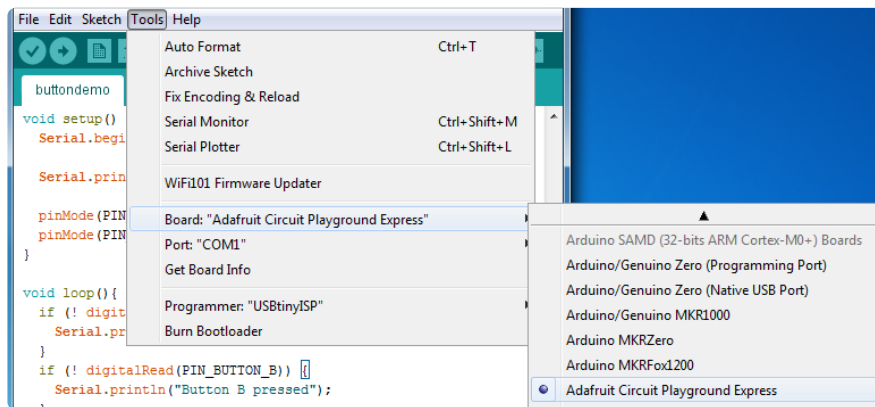 File Edit Sketch Tools Help
Auto Format Ctrl+T
Archive Sketch
Fix Encoding & Reload
Serial Monitor Ctrl+Shift+M
Serial Plotter Ctrl+Shift+L
WiFi101 Firmware Updater
Board: "Adafruit Circuit Playground Express"
Port: "COM1"
Get Board Info
Programmer: "USBtinyISP"
Burn Bootloader
Arduino SAMD (32-bits ARM Cortex-M0+) Boards
Arduino/Genuino Zero (Programming Port)
Arduino/Genuino Zero (Native USB Port)
Arduino/Genuino MKR1000
Arduino MKRZero
Arduino MKRFox1200
Adafruit Circuit Playground Express
buttondemo
void setup()
Serial.begi
Serial.prin
pinMode(PIN
pinMode(PIN
}
void loop(){
if (! digit
Serial.pr
}
if (! digitalRead(PIN_BUTTON_B)) {
Serial.println("Button B pressed");